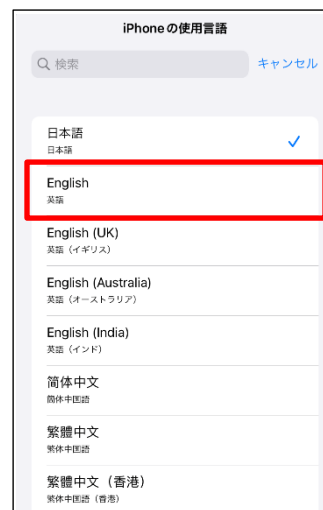 iPhoneの使用言語
検索
キャンセル
日本語
日本語
English
英語
English (UK)
英語（イギリス）
English (Australia)
英語（オーストラリア）
English (India)
英語（インド）
简体中文
簡体中国語
繁體中文
繁体中国語
繁體中文（香港）
繁体中国語（香港）